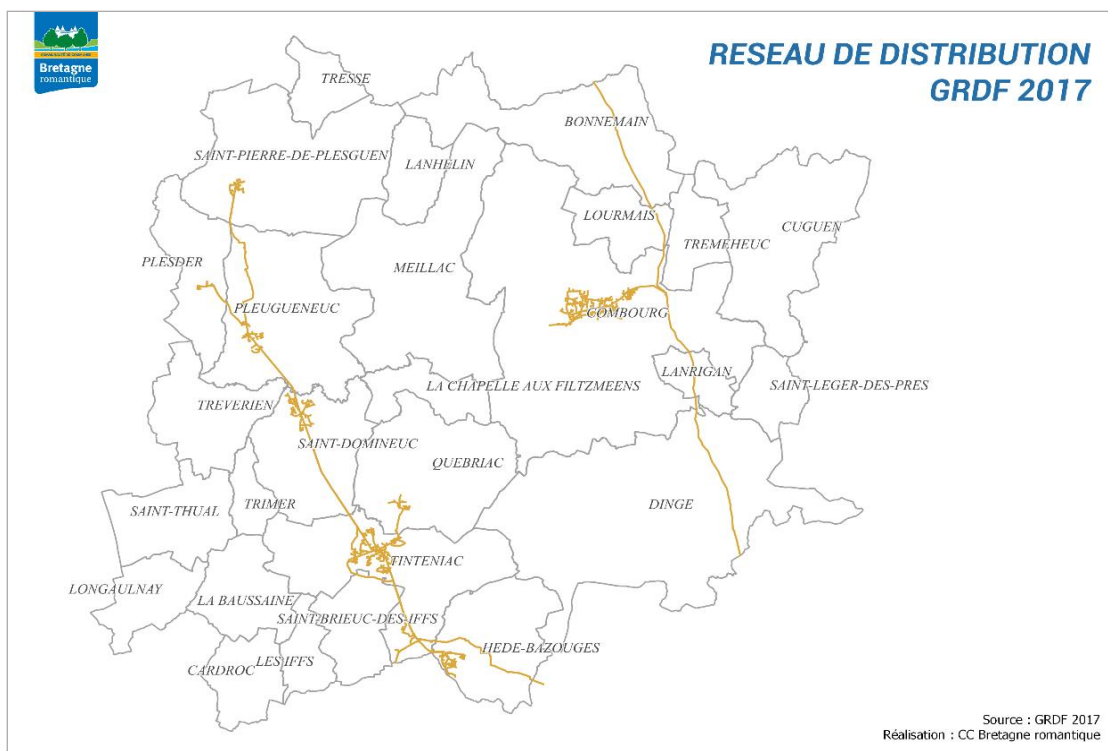 COMMUNAUTÉ DE COMMUNES
Bretagne
romantique
RESEAU DE DISTRIBUTION
GRDF 2017
TRESSE
BONNEMAIN
SAINT-PIERRE-DE-PLESGUEN
LANHELIN
LOURMAIS
CUGUEN
TREMEHEUC
PLESDER
MEILLAC
PLEUGUENEUC
COMBOURG
LANRIGAN
LA CHAPELLE AUX FILTZMEENS
SAINT-LEGER-DES-PRES
TREVERIEN
SAINT-DOMINEUC
QUEBRIAC
SAINT-THUAL
TRIMER
DINGE
TINTENIAC
LONGAULNAY
LA BAUSSAINE
SAINT-BRIEUC-DES-IFFS
HEDE-BAZOUGES
CARDROC
LES IFFS
Source : GRDF 2017
Réalisation : CC Bretagne romantique